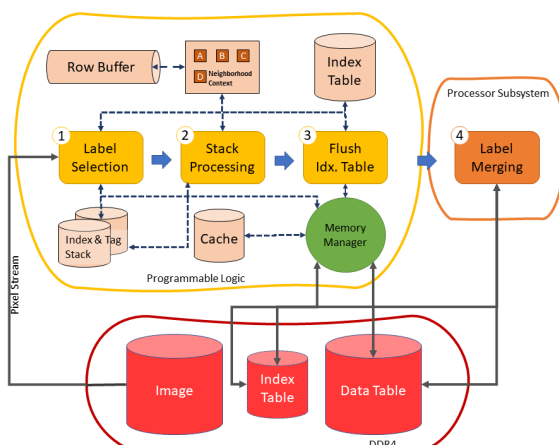 Row Buffer
A B C
D Neighborhood
Context
Index
Table
Processor Subsystem
1
Label
Selection
2
Stack
Processing
3
Flush
Idx. Table
4
Label
Merging
Index & Tag
Stack
Cache
Memory
Manager
Programmable Logic
Pixel Stream
Image
Index
Table
Data Table
DDR4